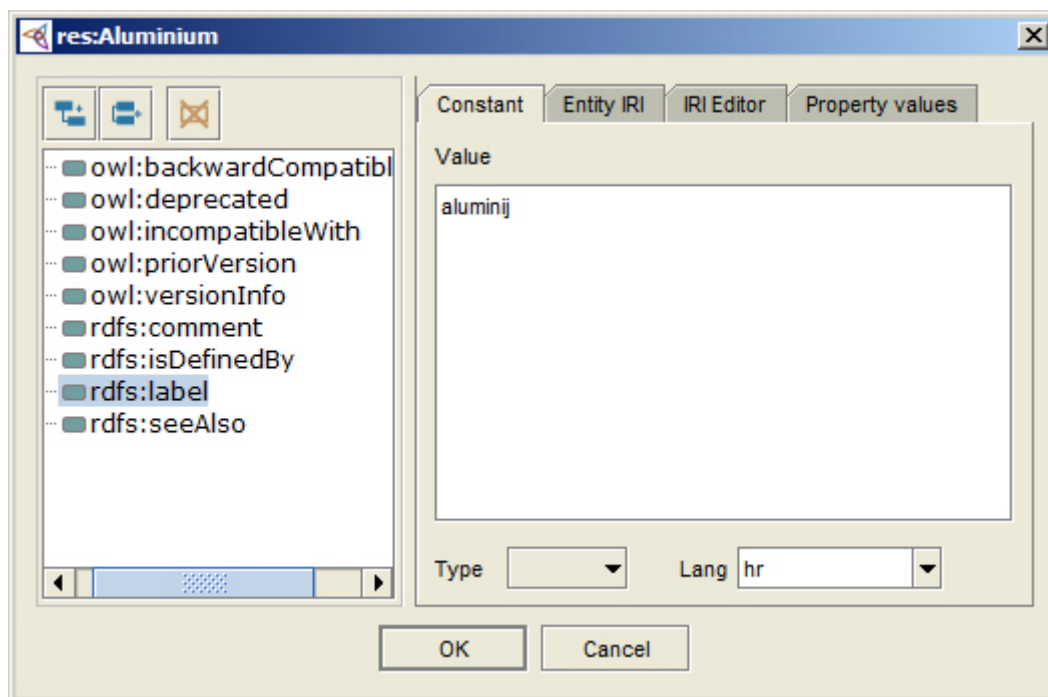 res:Aluminium
owl:backwardCompatibl
owl:deprecated
owl:incompatibleWith
owl:priorVersion
owl:versionInfo
rdfs:comment
rdfs:isDefinedBy
rdfs:label
rdfs:seeAlso
Constant Entity IRI IRI Editor Property values
Value
aluminij
Type Lang hr
OK Cancel